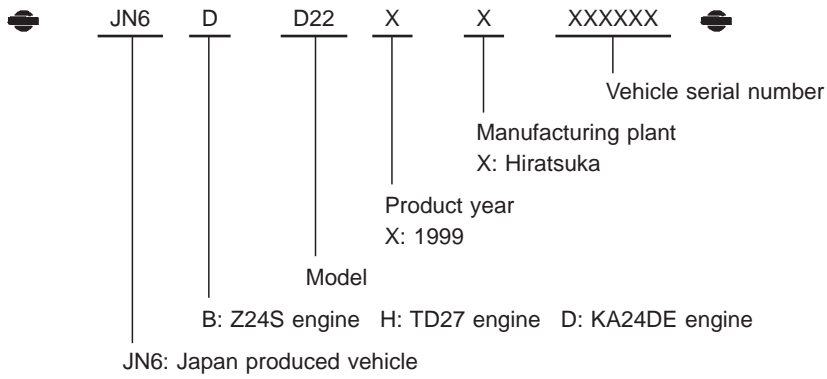 JN6 D D22 X X XXXXXX
Vehicle serial number
Manufacturing plant
X: Hiratsuka
Product year
X: 1999
Model
B: Z24S engine H: TD27 engine D: KA24DE engine
JN6: Japan produced vehicle